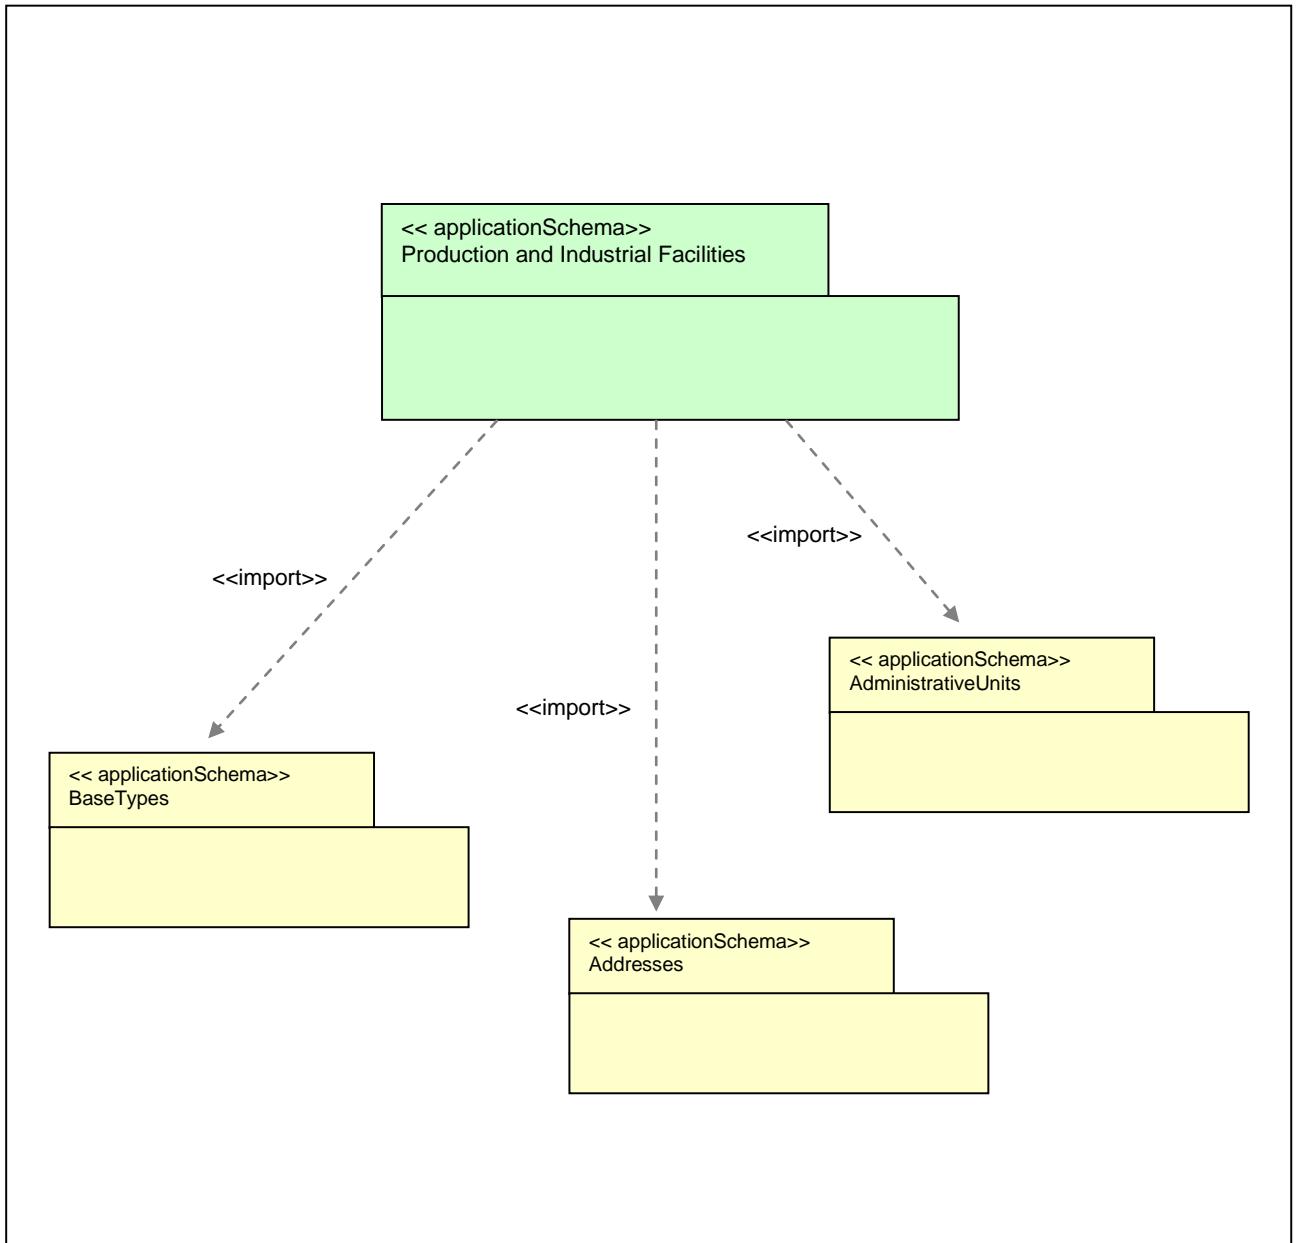 << applicationSchema>>
Production and Industrial Facilities
<<import>>
<<import>>
<<import>>
<< applicationSchema>>
AdministrativeUnits
<< applicationSchema>>
BaseTypes
<< applicationSchema>>
Addresses